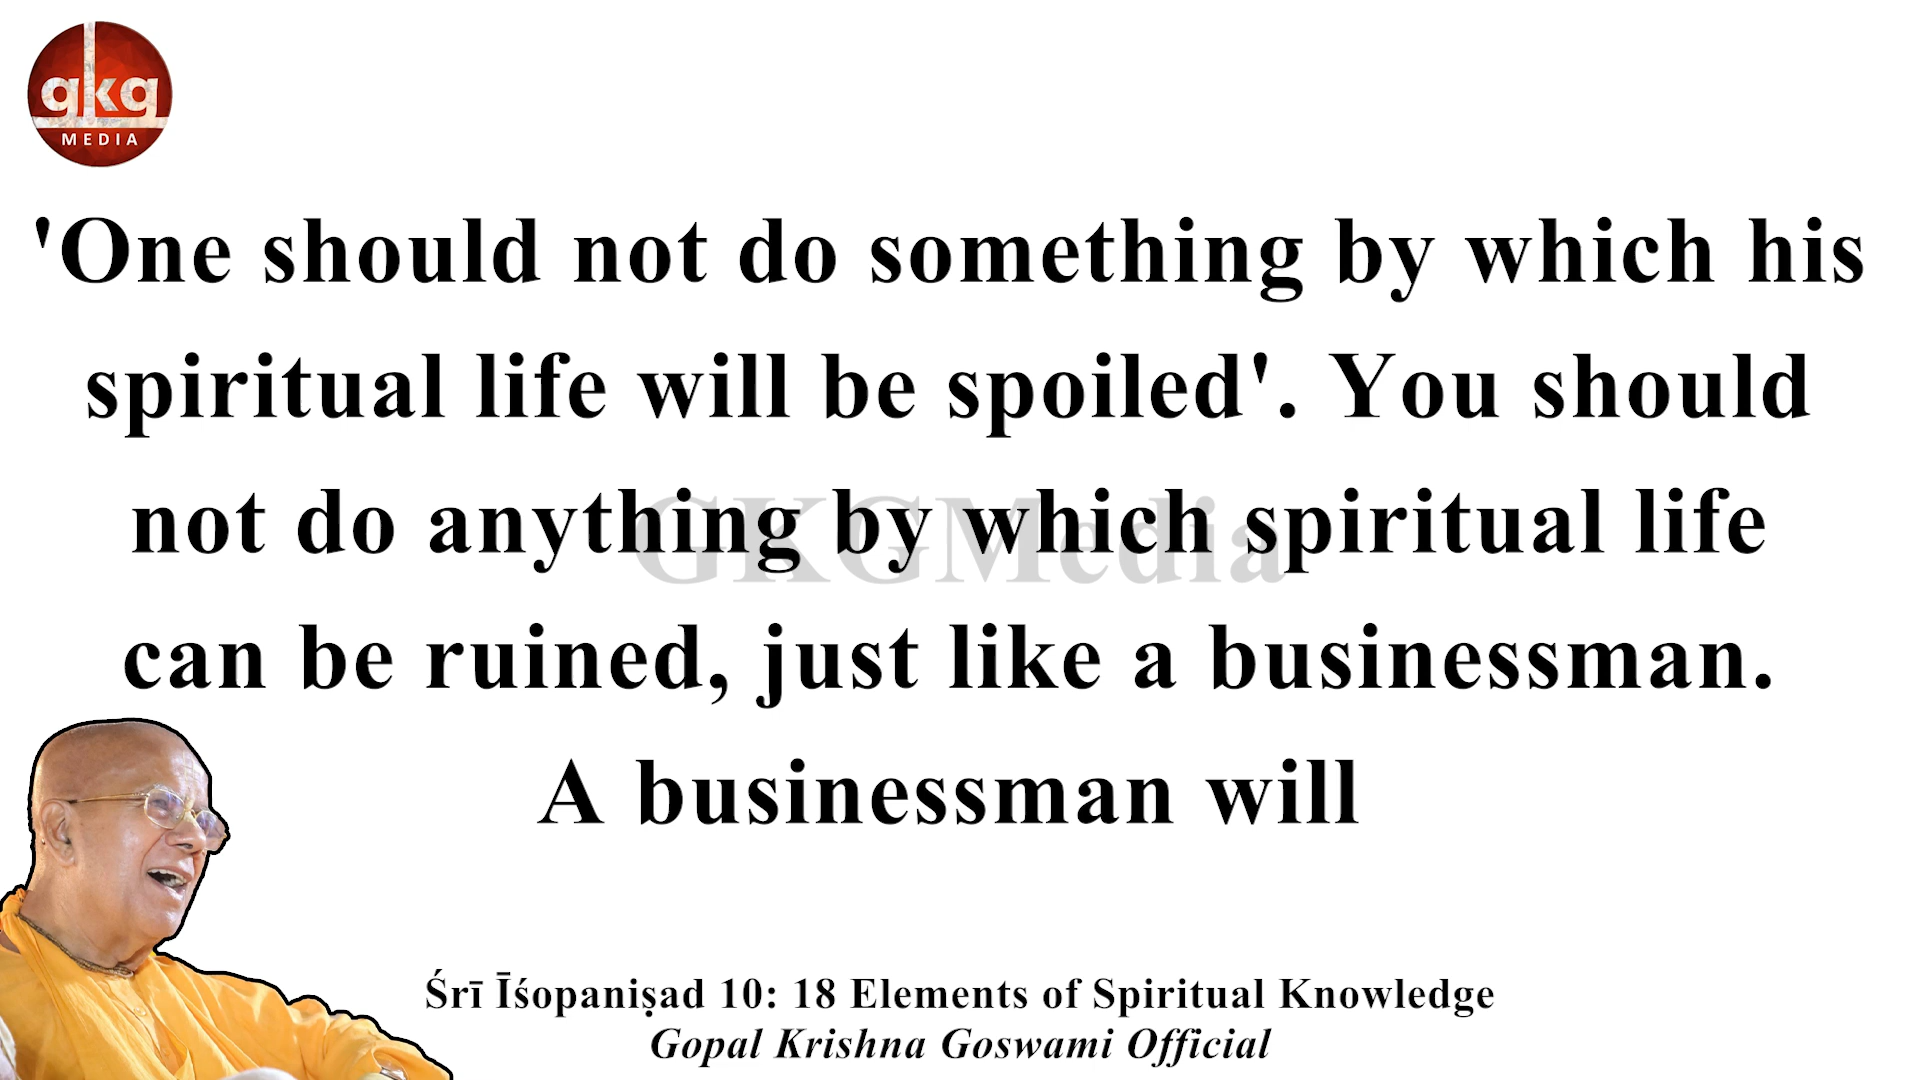 gkg
MEDIA
'One should not do something by which his
spiritual life will be spoiled'. You should
not do anything by which spiritual life
can be ruined, just like a businessman.
A businessman will
GKGMedia
Śrī Īśopaniṣad 10: 18 Elements of Spiritual Knowledge
Gopal Krishna Goswami Official